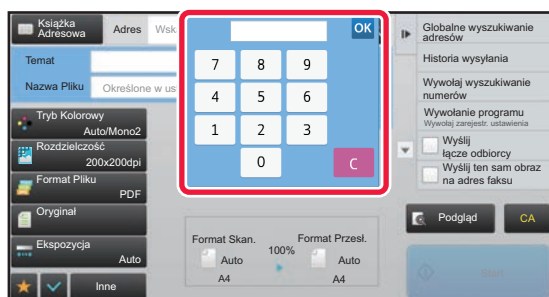 Książka
Adresowa
Adres
Wsk
OK
Temat
Nazwa Pliku
Określone w us
7 8 9
4 5 6
1 2 3
0 C
Tryb Kolorowy
Auto/Mono2
Rozdzielczość
200x200dpi
Format Pliku
PDF
Oryginał
Ekspozycja
Auto
Inne
Format Skan.
100%
Format Przesł.
Auto
A4
Auto
A4
Globalne wyszukiwanie
adresów
Historia wysyłania
Wywołaj wyszukiwanie
numerów
Wywołanie programu
Wywołaj zarejestr. ustawienia
Wyślij
łącze odbiorcy
Wyślij ten sam obraz
na adres faksu
Podgląd
CA
Start